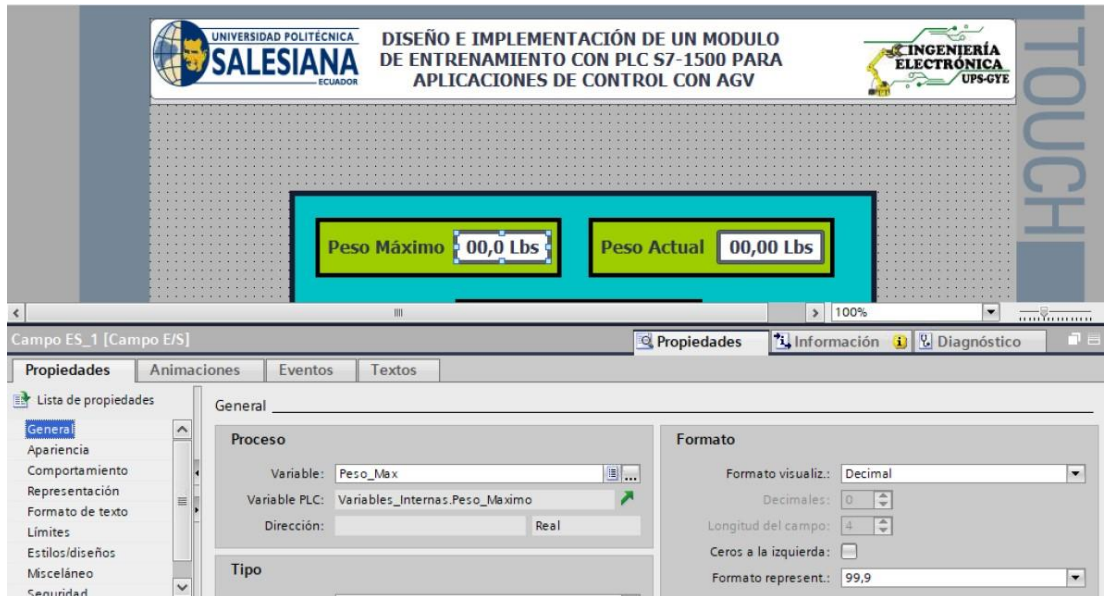 UNIVERSIDAD POLITÉCNICA
SALESIANA
ECUADOR
DISEÑO E IMPLEMENTACIÓN DE UN MODULO
DE ENTRENAMIENTO CON PLC S7-1500 PARA
APLICACIONES DE CONTROL CON AGV
INGENIERÍA
ELECTRÓNICA
UPS-GYE
TOUCH
Peso Máximo 00,0 Lbs
Peso Actual 00,00 Lbs
100%
Campo ES_1 [Campo E/S]
Propiedades Información Diagnóstico
Propiedades Animaciones Eventos Textos
Lista de propiedades
General
Apariencia
Comportamiento
Representación
Formato de texto
Límites
Estilos/diseños
Misceláneo
Seguridad
General
Proceso
Variable: Peso_Max
Variable PLC: Variables_Internas.Peso_Maximo
Dirección: Real
Tipo
Formato
Formato visualiz.: Decimal
Decimales: 0
Longitud del campo: 4
Ceros a la izquierda:
Formato represent.: 99,9